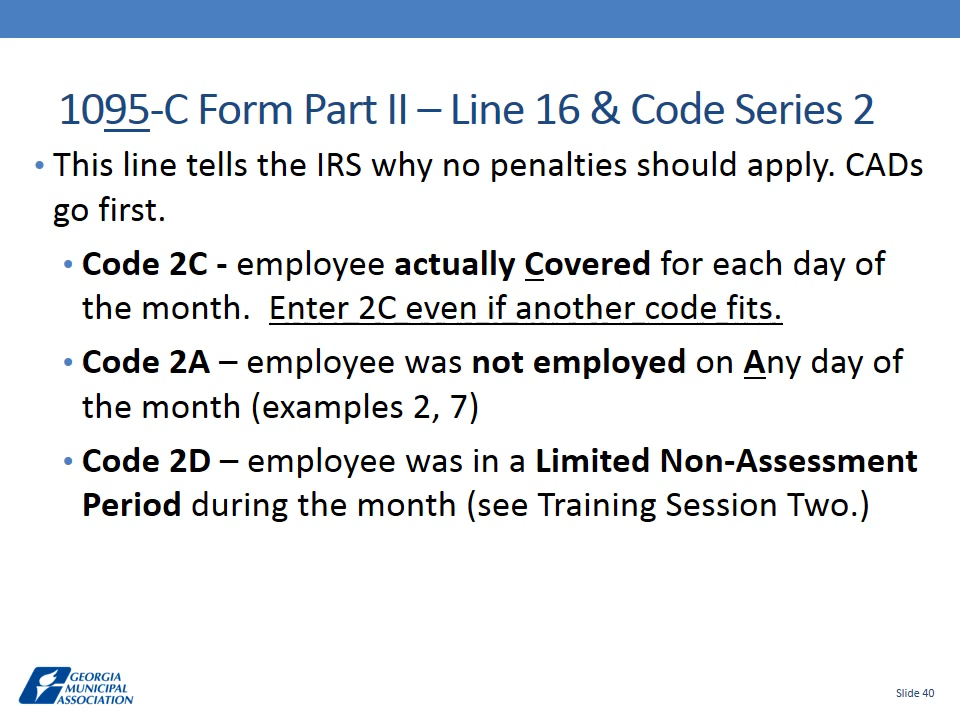 1095-C Form Part II – Line 16 & Code Series 2
• This line tells the IRS why no penalties should apply. CADs
go first.
• Code 2C - employee actually Covered for each day of
the month.  Enter 2C even if another code fits.
• Code 2A – employee was not employed on Any day of
the month (examples 2, 7)
• Code 2D – employee was in a Limited Non-Assessment
Period during the month (see Training Session Two.)
GEORGIA
MUNICIPAL
ASSOCIATION
Slide 40